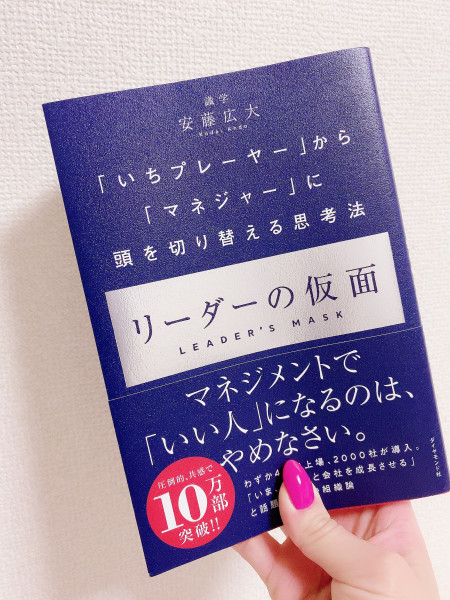 識学
安藤広大
Kodai Ando
「いちプレーヤー」から
「マネジャー」に
頭を切り替える思考法
リーダーの仮面
LEADER'S MASK
マネジメントで
「いい人」になるのは、
やめなさい。
圧倒的、共感で
10万部
突破!!
わずか4 上場、2000社が導入。
「いま、 と会社を成長させる」
と話題 組織論
ダイヤモンド社